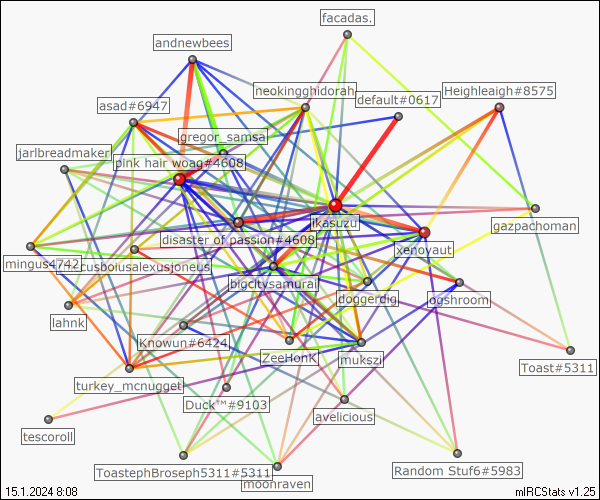 facadas.
andnewbees
neokingghidorah
Heighleaigh#8575
default#0617
asad#6947
gregor_samsa
jarlbreadmaker
pink hair woag#4608
ikasuzu
gazpachoman
disaster of passion#4608
xenovaut
mingus4742
bigcitysamurai
doggerdig
ogshroom
lahnk
Knowun#6424
ZeeHonK
mukszi
Toast#5311
turkey_mcnugget
Duck™#9103
avelicious
tescoroll
ToastephBroseph5311#5311
Random Stuf6#5983
moonraven
15.1.2024 8:08
mIRCStats v1.25